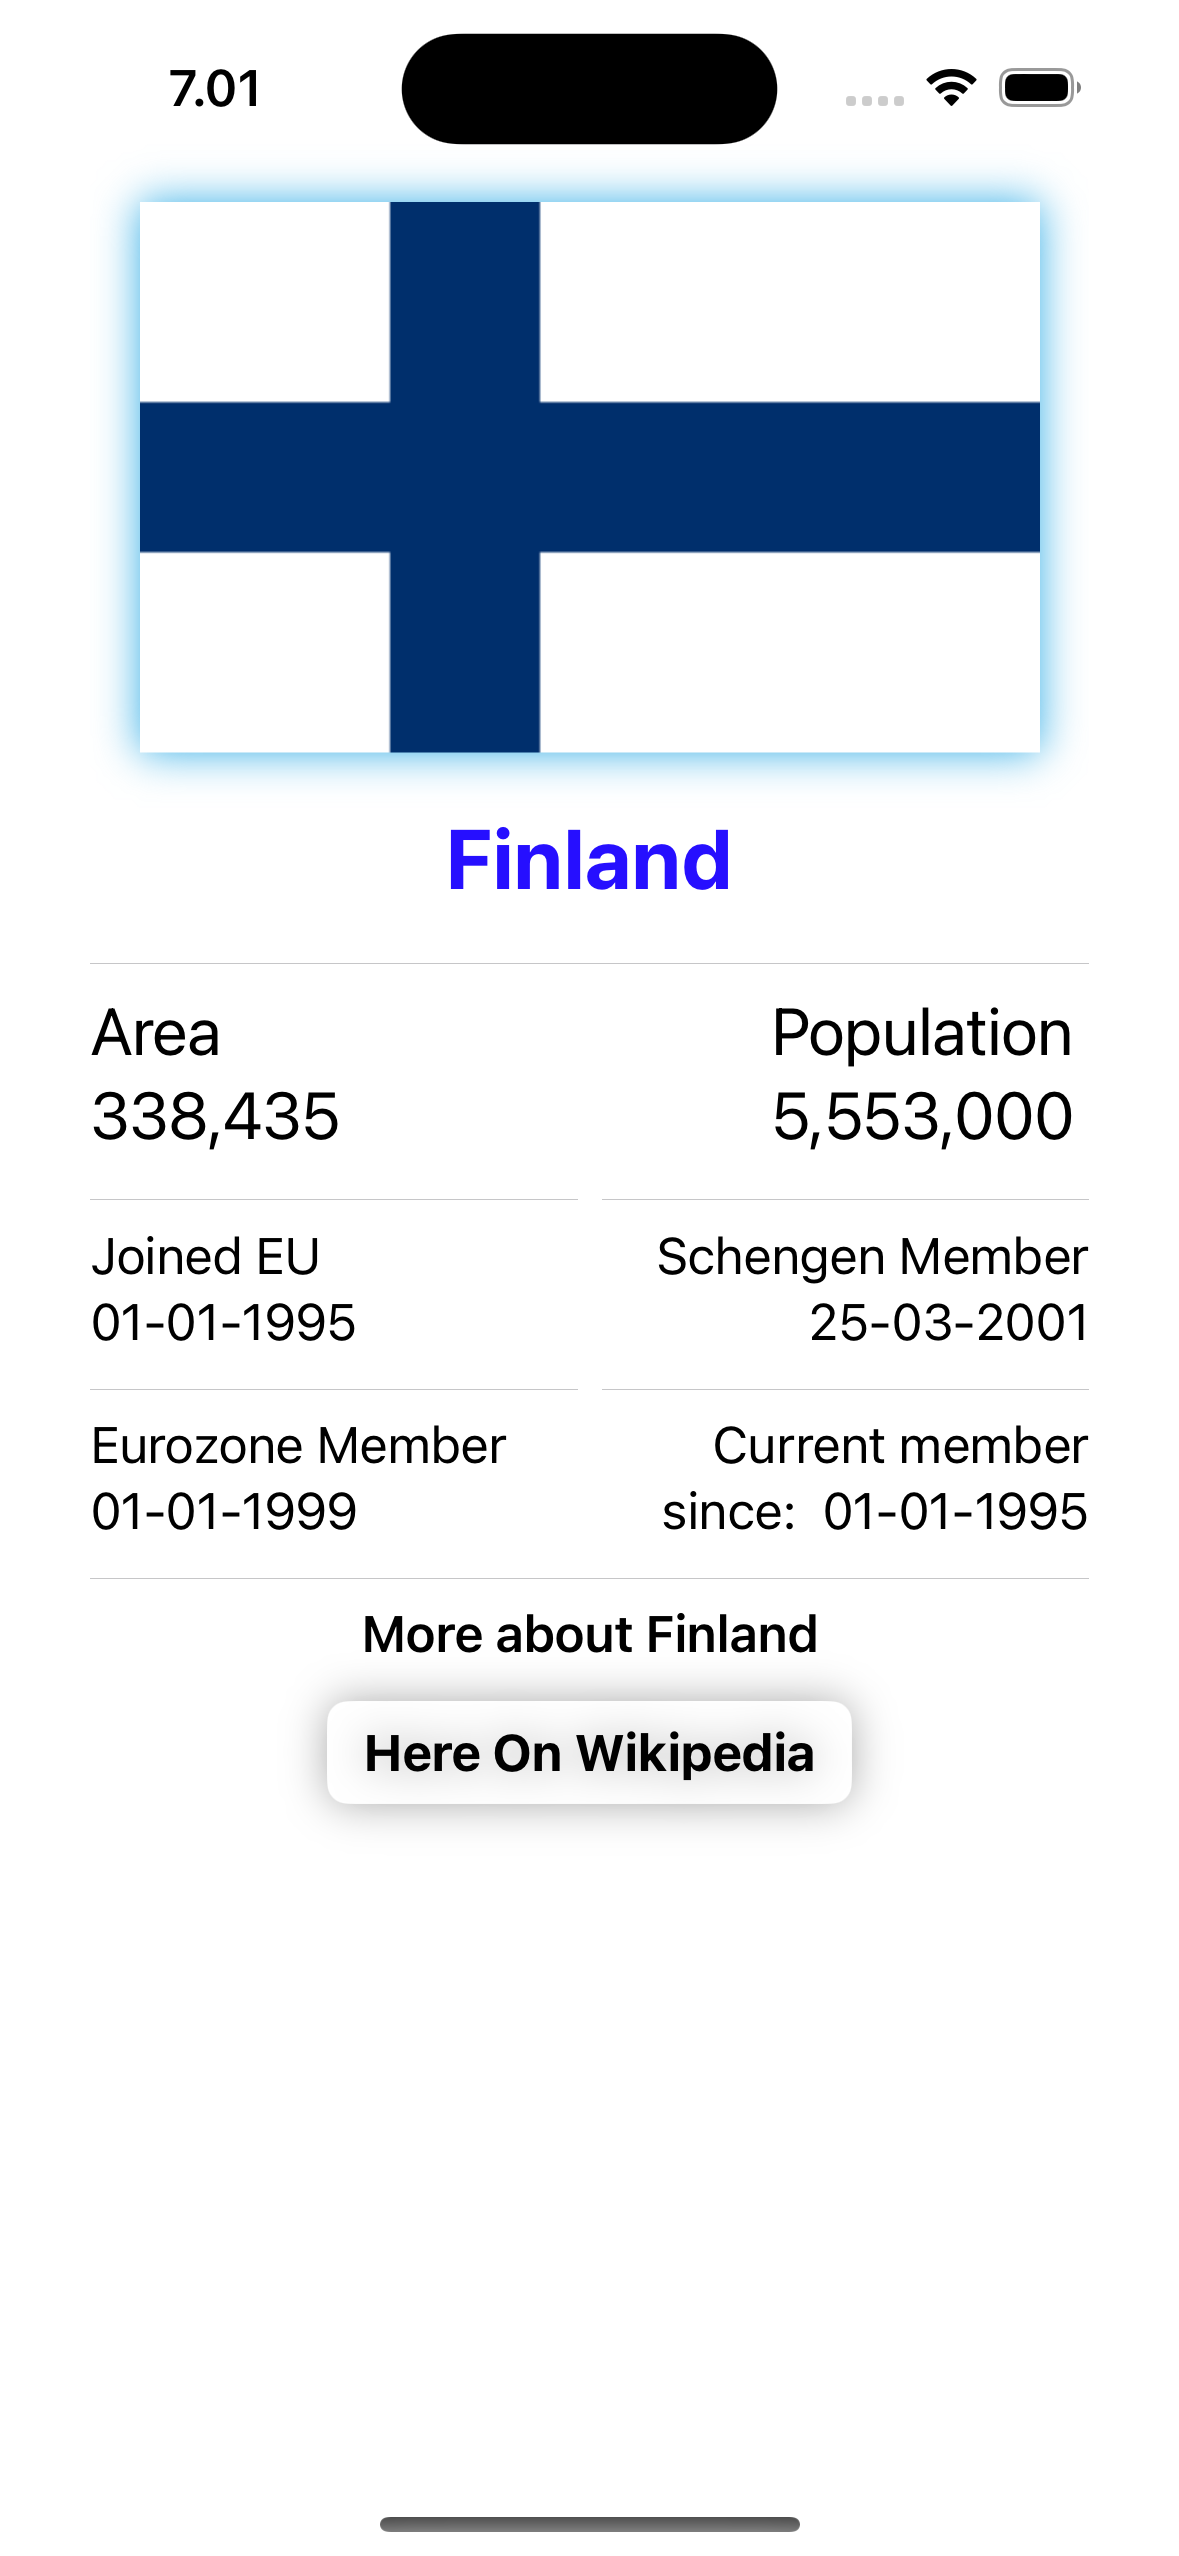 7.01
Finland
Area
338,435
Population
5,553,000
Joined EU
01-01-1995
Schengen Member
25-03-2001
Eurozone Member
01-01-1999
Current member
since:  01-01-1995
More about Finland
Here On Wikipedia